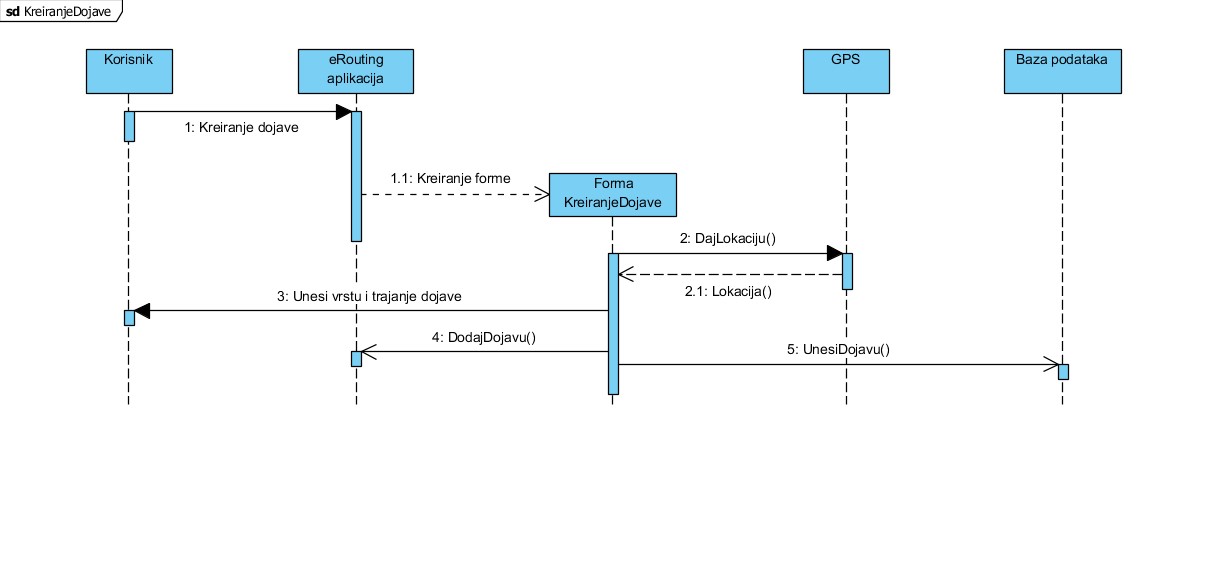 sd KreiranjeDojave
Korisnik
eRouting
aplikacija
GPS
Baza podataka
1: Kreiranje dojave
1.1: Kreiranje forme
Forma
KreiranjeDojave
2: DajLokaciju()
2.1: Lokacija()
3: Unesi vrstu i trajanje dojave
4: DodajDojavu()
5: UnesiDojavu()